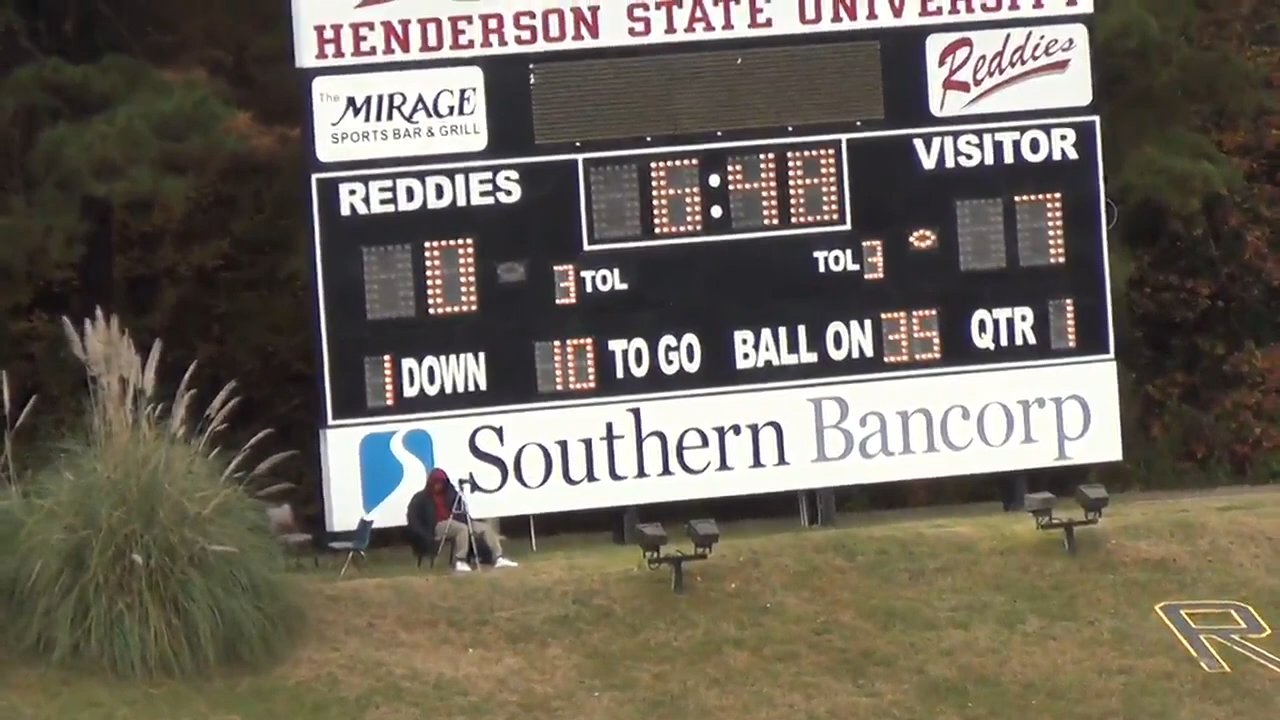 HENDERSON STATE UNIVERSITY
The MIRAGE
SPORTS BAR & GRILL
Reddies
REDDIES
6:48
VISITOR
0
3 TOL
TOL 3
7
1 DOWN
10 TO GO
BALL ON 35
QTR 1
Southern Bancorp
R